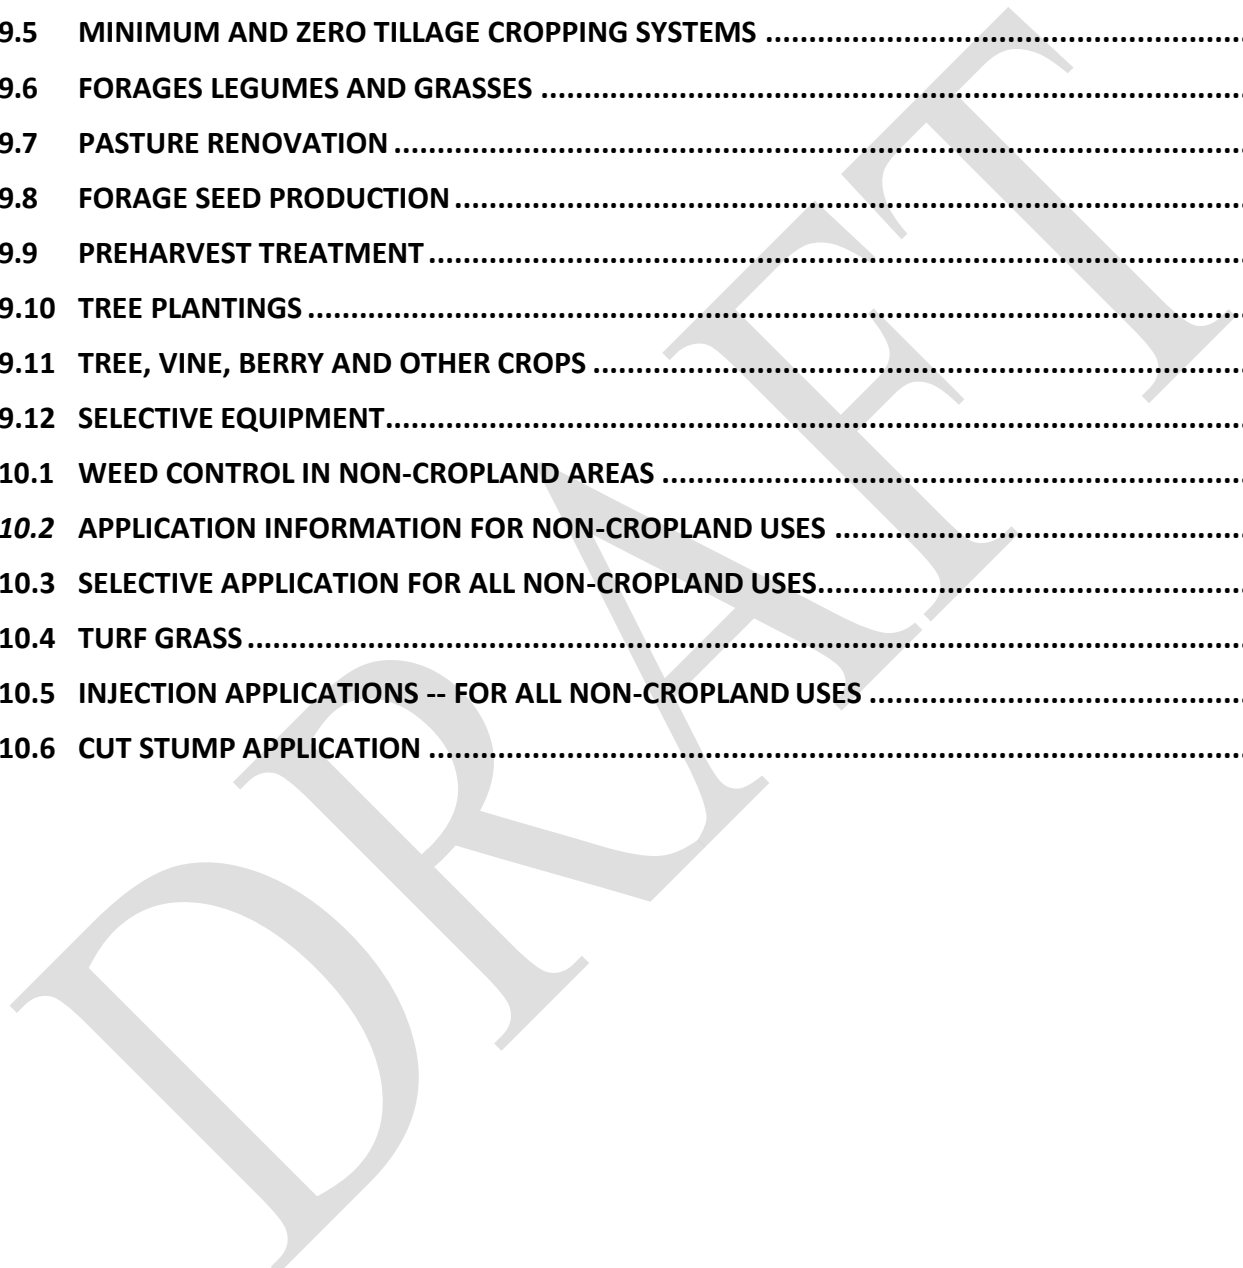 9.5 MINIMUM AND ZERO TILLAGE CROPPING SYSTEMS ........................................................
9.6 FORAGES LEGUMES AND GRASSES ........................................................................................
9.7 PASTURE RENOVATION ..........................................................................................................
9.8 FORAGE SEED PRODUCTION ..................................................................................................
9.9 PREHARVEST TREATMENT .....................................................................................................
9.10 TREE PLANTINGS ....................................................................................................................
9.11 TREE, VINE, BERRY AND OTHER CROPS .................................................................................
9.12 SELECTIVE EQUIPMENT..........................................................................................................
10.1 WEED CONTROL IN NON-CROPLAND AREAS ........................................................................
10.2 APPLICATION INFORMATION FOR NON-CROPLAND USES ...................................................
10.3 SELECTIVE APPLICATION FOR ALL NON-CROPLAND USES.....................................................
10.4 TURF GRASS ............................................................................................................................
10.5 INJECTION APPLICATIONS -- FOR ALL NON-CROPLAND USES ...............................................
10.6 CUT STUMP APPLICATION .....................................................................................................
DRAFT